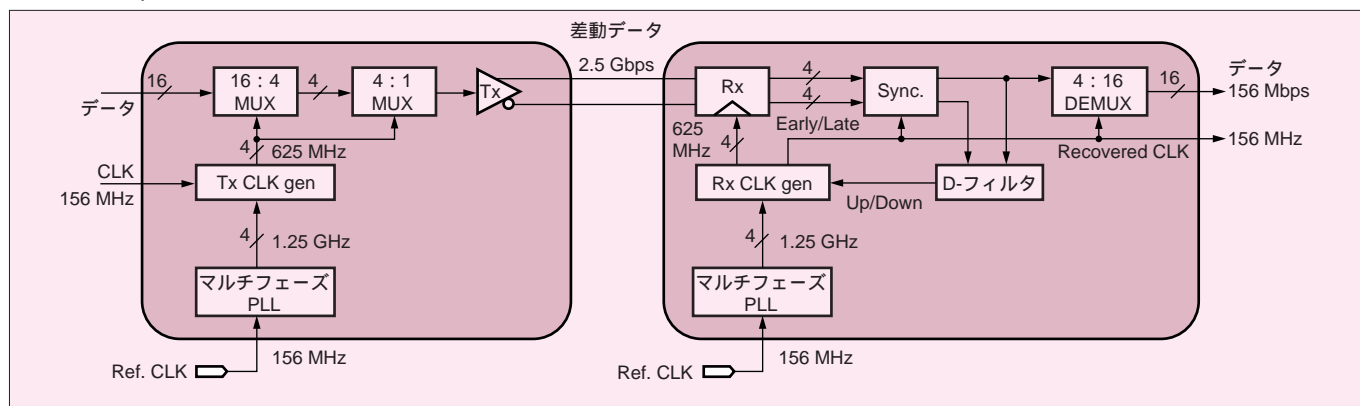 差動データ
16
16：4
MUX
4
4：1
MUX
Tx
データ
4
625 MHz
CLK
156 MHz
Tx CLK gen
4
1.25 GHz
マルチフェーズ
PLL
156 MHz
Ref. CLK
2.5 Gbps
Rx
4
4
Early/Late
Sync.
4：16
DEMUX
16
データ
156 Mbps
625
MHz
4
Recovered CLK
156 MHz
Rx CLK gen
Up/Down
D-フィルタ
4
1.25 GHz
マルチフェーズ
PLL
156 MHz
Ref. CLK